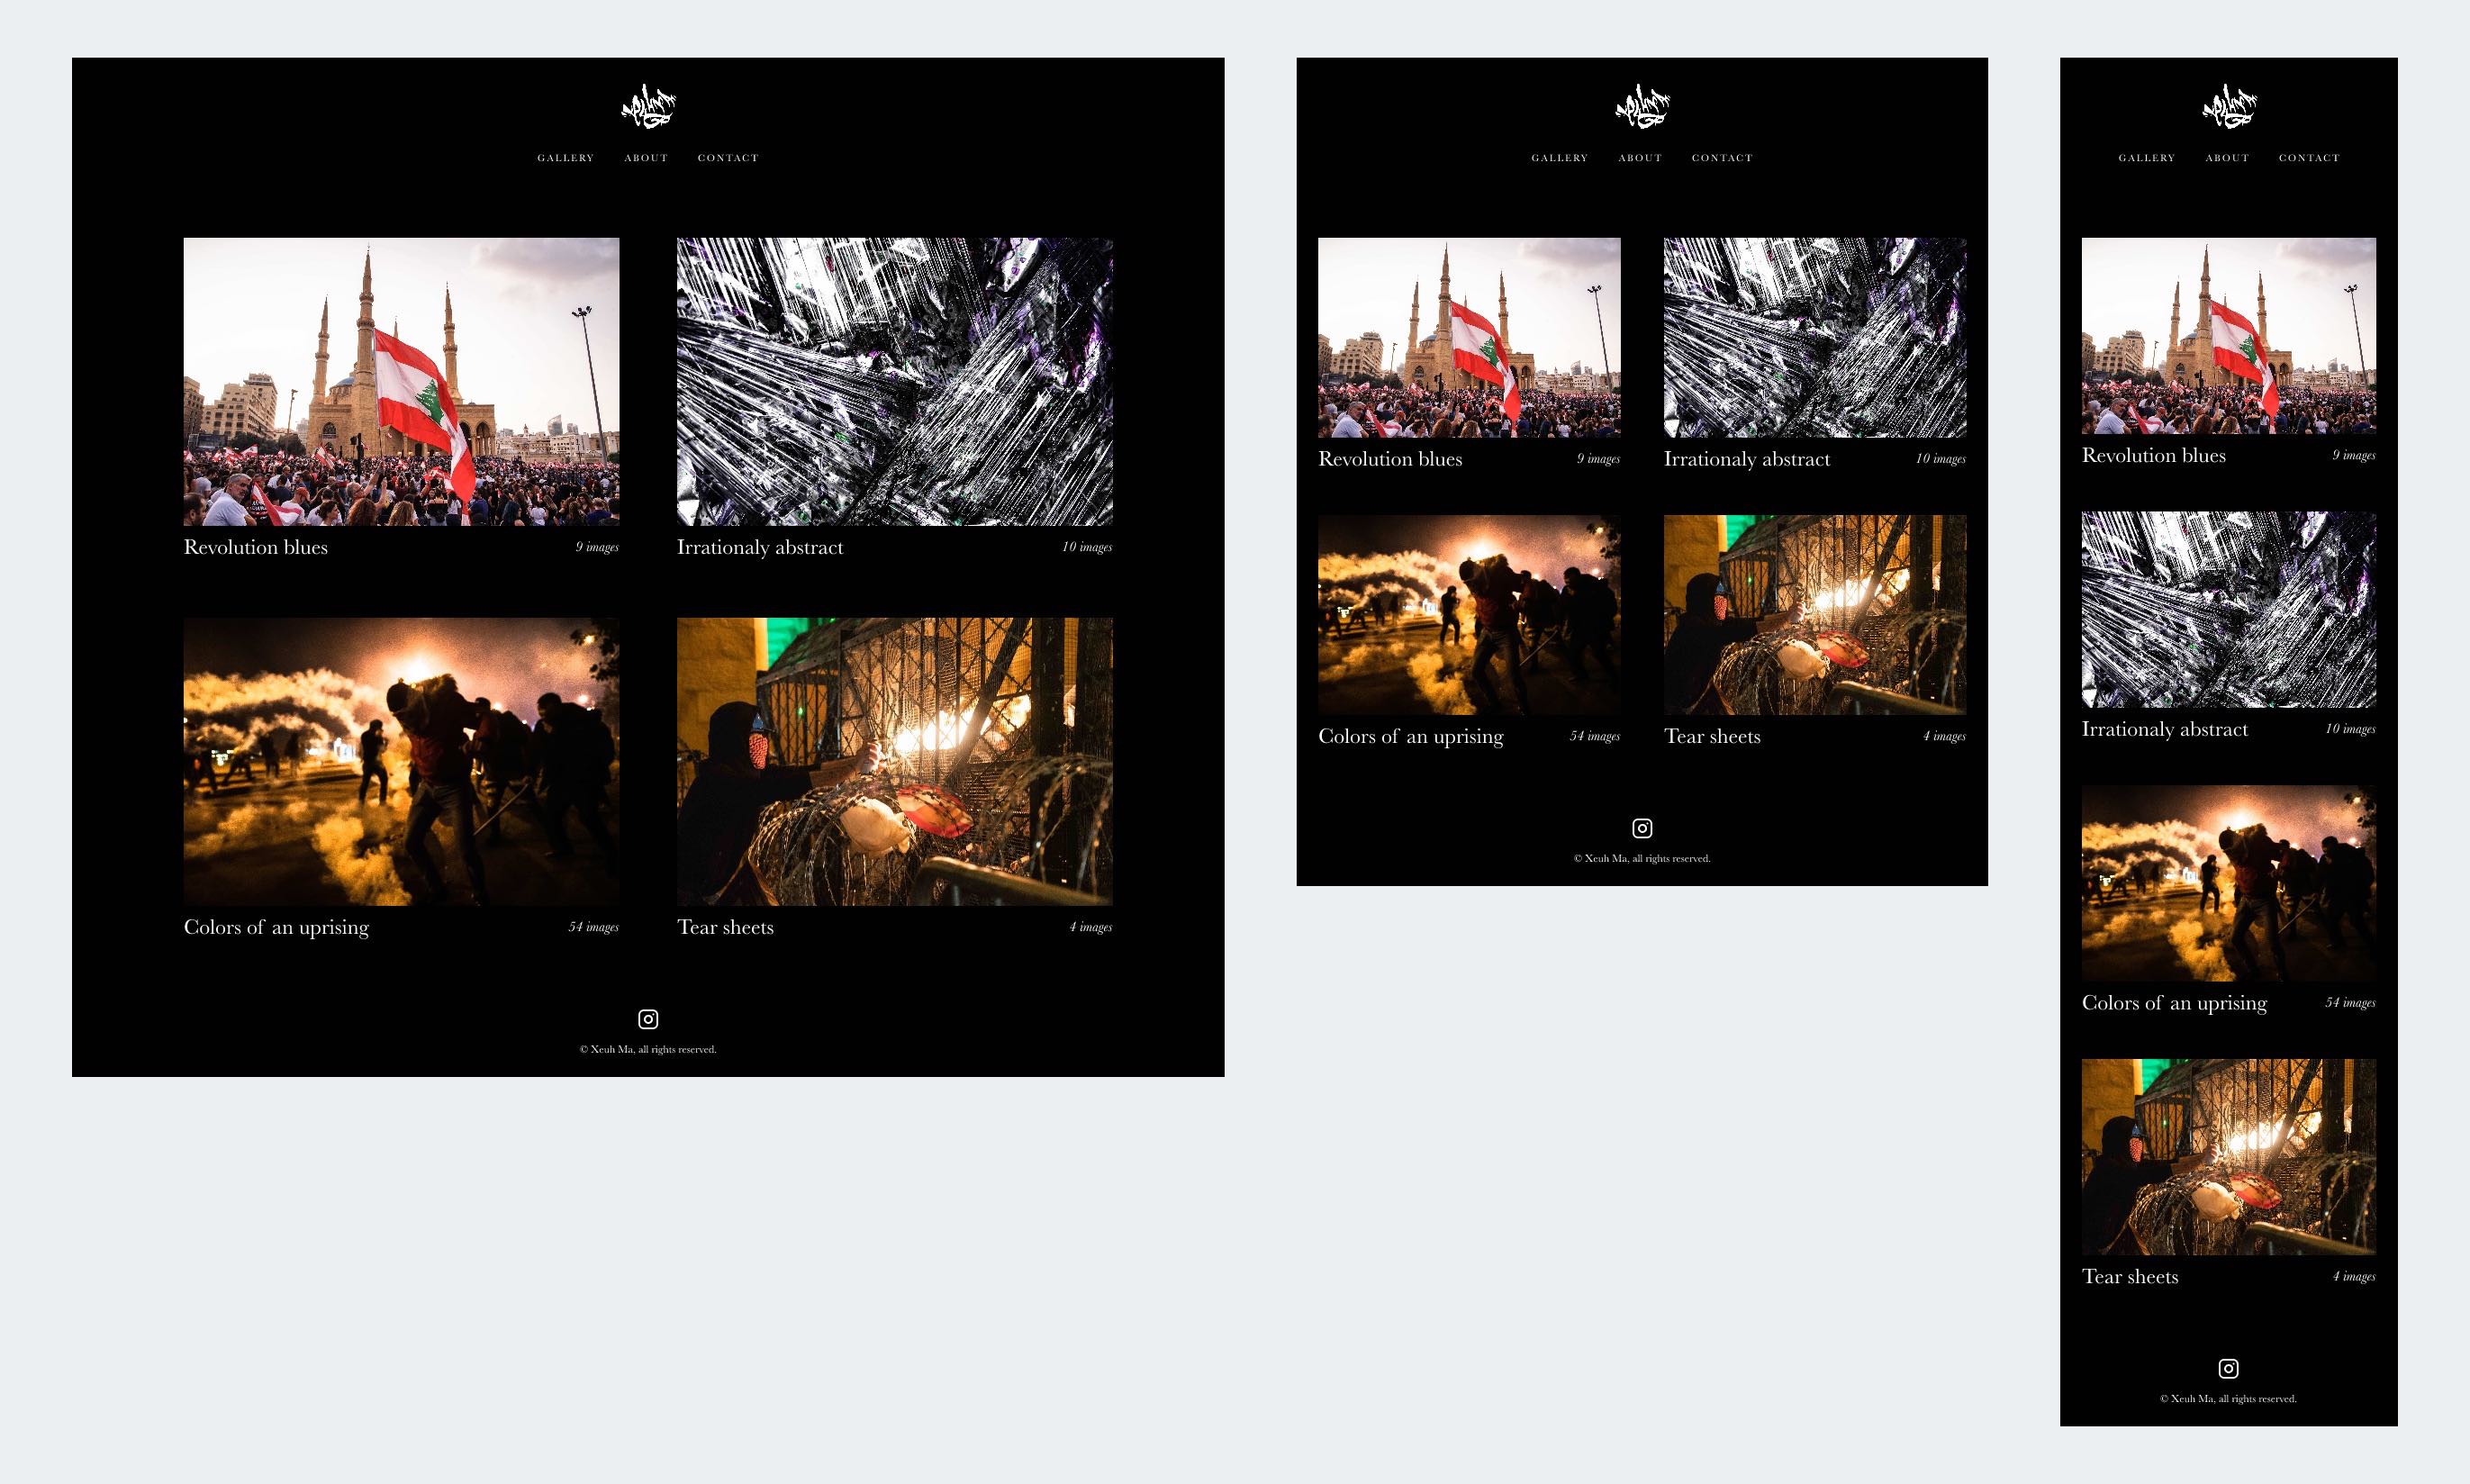 GALLERY ABOUT CONTACT
Revolution blues 9 images
Irrationaly abstract 10 images
Colors of an uprising 54 images
Tear sheets 4 images
© Xeuh Ma, all rights reserved.
GALLERY ABOUT CONTACT
Revolution blues 9 images
Irrationaly abstract 10 images
Colors of an uprising 54 images
Tear sheets 4 images
© Xeuh Ma, all rights reserved.
GALLERY ABOUT CONTACT
Revolution blues 9 images
Irrationaly abstract 10 images
Colors of an uprising 54 images
Tear sheets 4 images
© Xeuh Ma, all rights reserved.